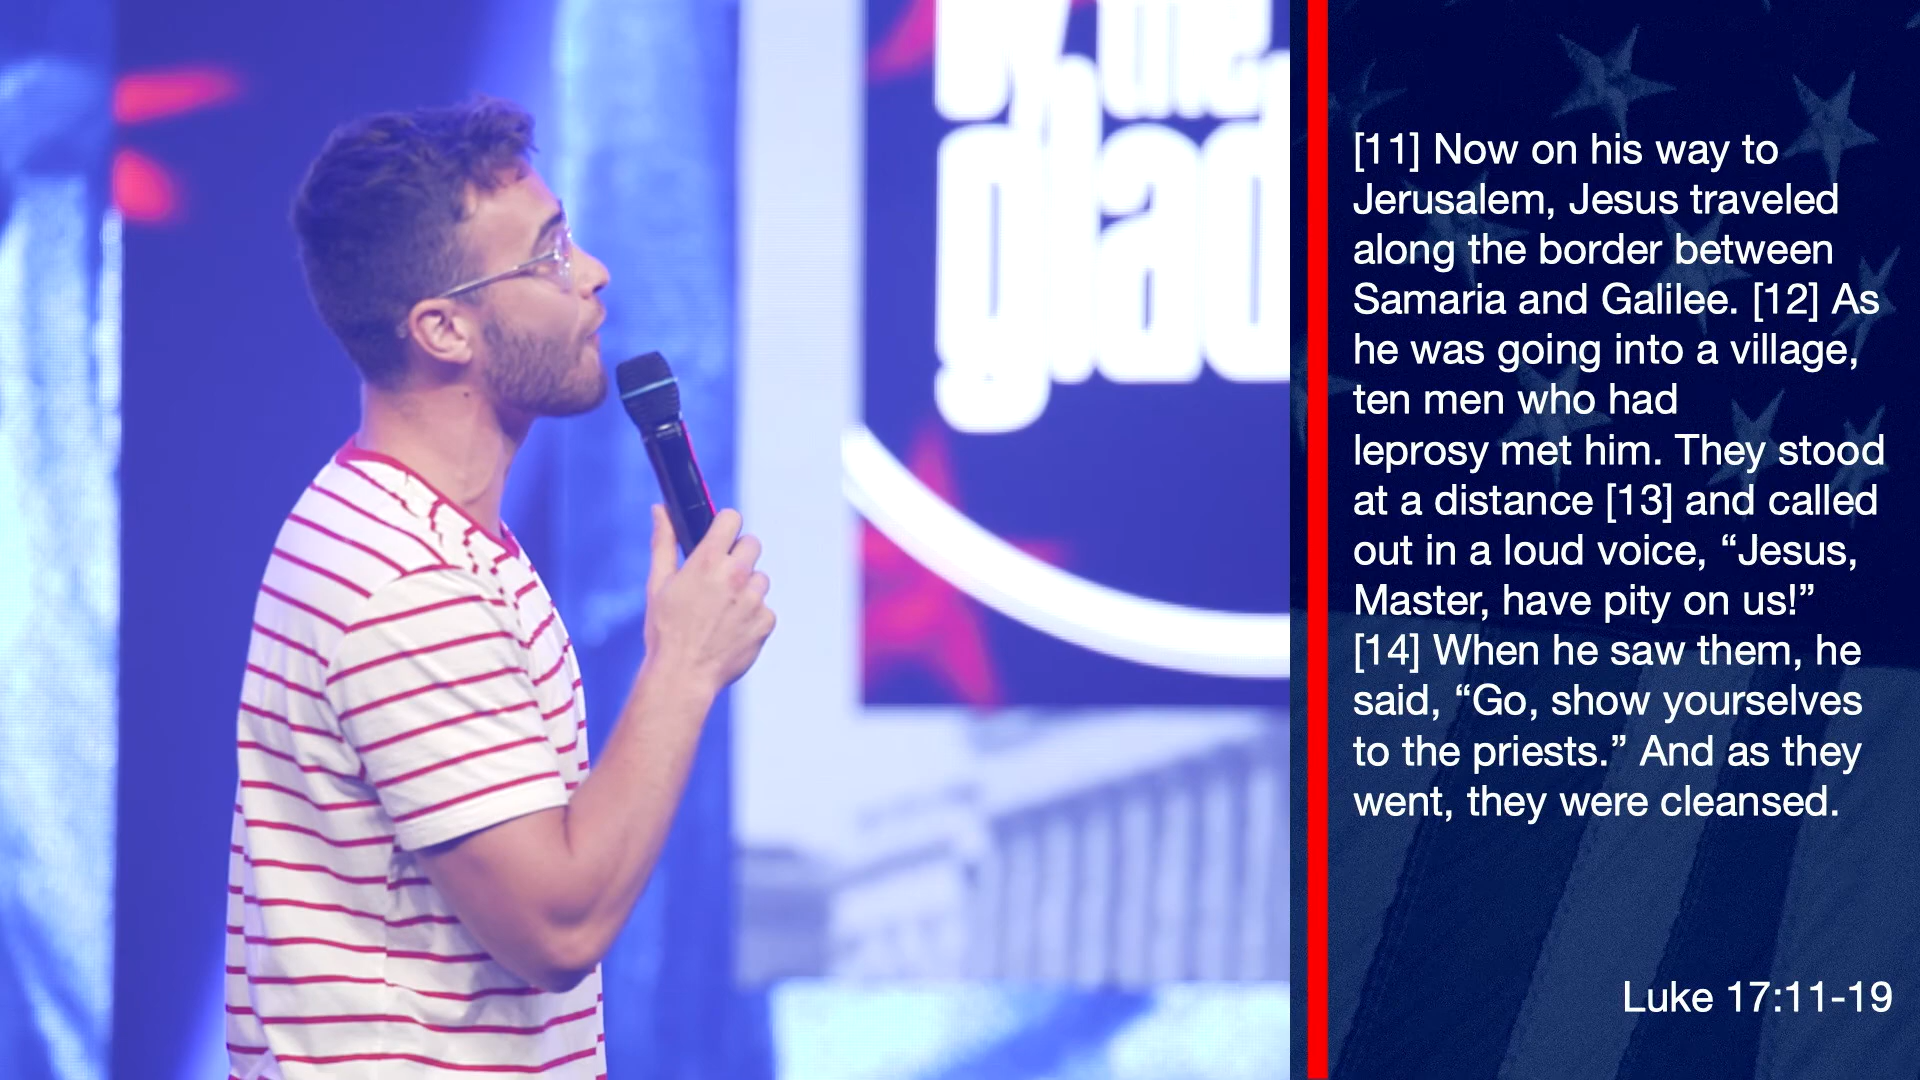 glad
[11] Now on his way to
Jerusalem, Jesus traveled
along the border between
Samaria and Galilee. [12] As
he was going into a village,
ten men who had
leprosy met him. They stood
at a distance [13] and called
out in a loud voice, “Jesus,
Master, have pity on us!”
[14] When he saw them, he
said, “Go, show yourselves
to the priests.” And as they
went, they were cleansed.
Luke 17:11-19